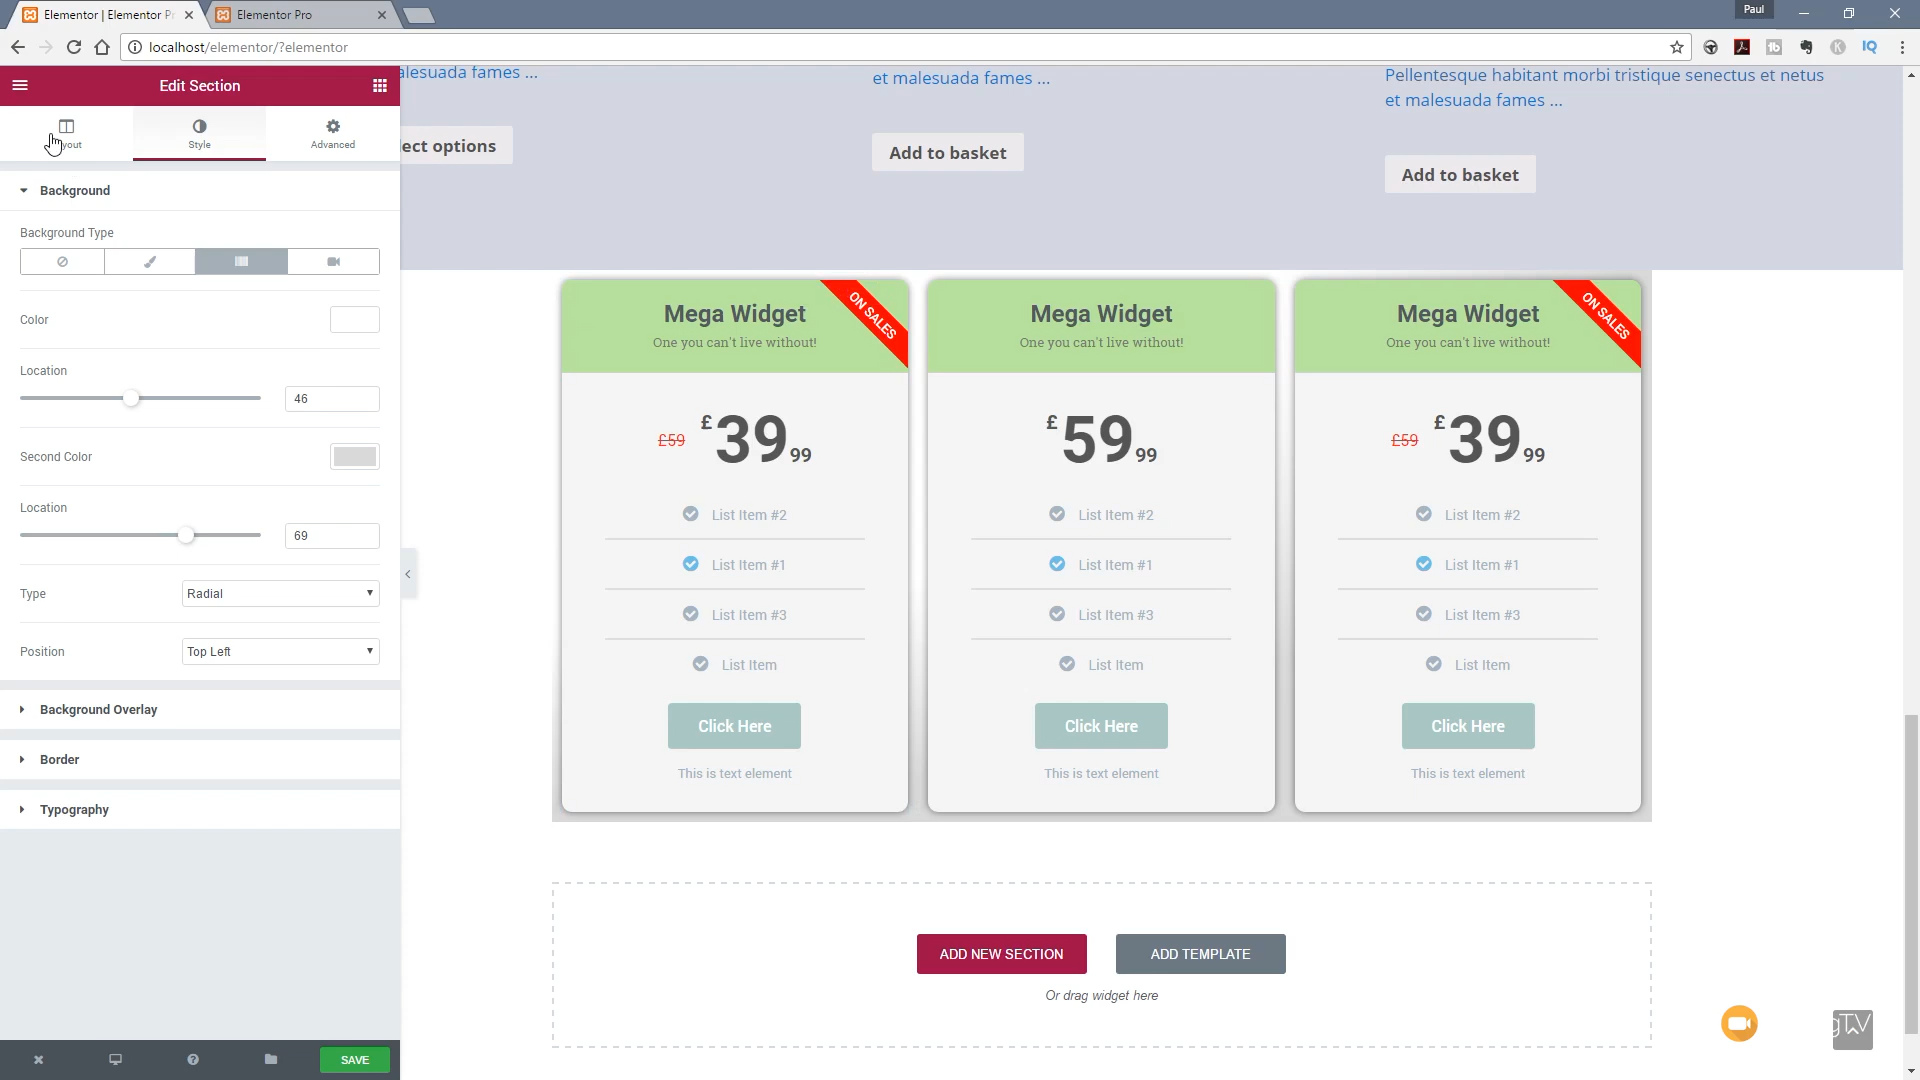 Elementor | Elementor Pr
Elementor Pro
Paul
localhost/elementor/?elementor
Edit Section
alesuada fames ...
et malesuada fames ...
Pellentesque habitant morbi tristique senectus et netus
et malesuada fames ...
out
Style
Advanced
ect options
Add to basket
Add to basket
Background
Background Type
Color
Location
46
Second Color
Location
69
Type
Radial
Position
Top Left
Background Overlay
Border
Typography
SAVE
Mega Widget
One you can't live without!
ON SALES
£59
£39 99
List Item #2
List Item #1
List Item #3
List Item
Click Here
This is text element
Mega Widget
One you can't live without!
£59 99
List Item #2
List Item #1
List Item #3
List Item
Click Here
This is text element
Mega Widget
One you can't live without!
ON SALES
£59
£39 99
List Item #2
List Item #1
List Item #3
List Item
Click Here
This is text element
ADD NEW SECTION
ADD TEMPLATE
Or drag widget here